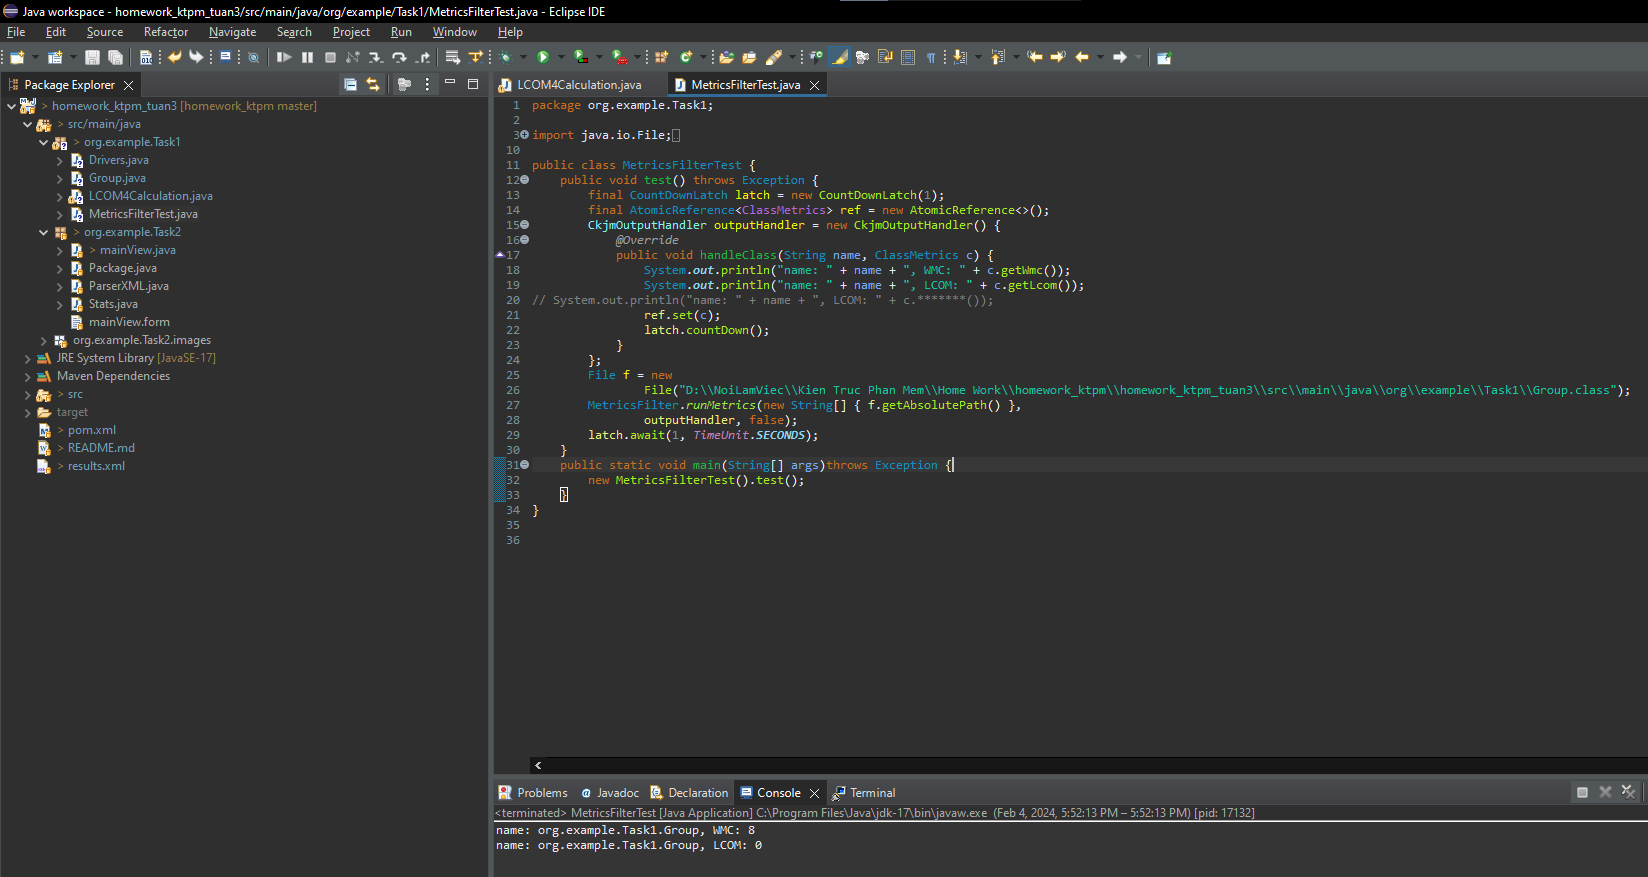 Java workspace - homework_ktpm_tuan3/src/main/java/org/example/Task1/MetricsFilterTest.java - Eclipse IDE
File Edit Source Refactor Navigate Search Project Run Window Help
Package Explorer
> homework_ktpm_tuan3 [homework_ktpm master]
> src/main/java
> org.example.Task1
Drivers.java
Group.java
LCOM4Calculation.java
MetricsFilterTest.java
> org.example.Task2
> mainView.java
Package.java
ParserXML.java
Stats.java
mainView.form
org.example.Task2.images
JRE System Library [JavaSE-17]
Maven Dependencies
> src
target
> pom.xml
> README.md
> results.xml
LCOM4Calculation.java MetricsFilterTest.java
1 package org.example.Task1;
2
3 import java.io.File;
10
11 public class MetricsFilterTest {
12 public void test() throws Exception {
13 final CountDownLatch latch = new CountDownLatch(1);
14 final AtomicReference<ClassMetrics> ref = new AtomicReference<>();
15 CkjmOutputHandler outputHandler = new CkjmOutputHandler() {
16 @Override
17 public void handleClass(String name, ClassMetrics c) {
18 System.out.println("name: " + name + ", WMC: " + c.getWmc());
19 System.out.println("name: " + name + ", LCOM: " + c.getLcom());
20 // System.out.println("name: " + name + ", LCOM: " + c.*******());
21 ref.set(c);
22 latch.countDown();
23 }
24 };
25 File f = new
26 File("D:\\NoiLamViec\\Kien Truc Phan Mem\\Home Work\\homework_ktpm\\homework_ktpm_tuan3\\src\\main\\java\\org\\example\\Task1\\Group.class");
27 MetricsFilter.runMetrics(new String[] { f.getAbsolutePath() },
28 outputHandler, false);
29 latch.await(1, TimeUnit.SECONDS);
30 }
31 public static void main(String[] args)throws Exception {
32 new MetricsFilterTest().test();
33 }
34 }
35
36
Problems Javadoc Declaration Console Terminal
<terminated> MetricsFilterTest [Java Application] C:\Program Files\Java\jdk-17\bin\javaw.exe (Feb 4, 2024, 5:52:13 PM – 5:52:13 PM) [pid: 17132]
name: org.example.Task1.Group, WMC: 8
name: org.example.Task1.Group, LCOM: 0